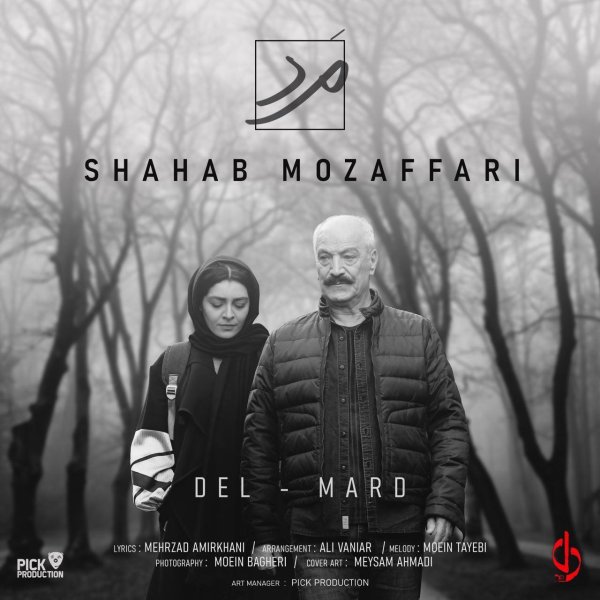 مَرد
SHAHAB MOZAFFARI
DEL - MARD
LYRICS : MEHRZAD AMIRKHANI / ARRANGEMENT : ALI VANIAR / MELODY : MOEIN TAYEBI
PHOTOGRAPHY : MOEIN BAGHERI / COVER ART : MEYSAM AHMADI
ART MANAGER : PICK PRODUCTION
PICK
PRODUCTION